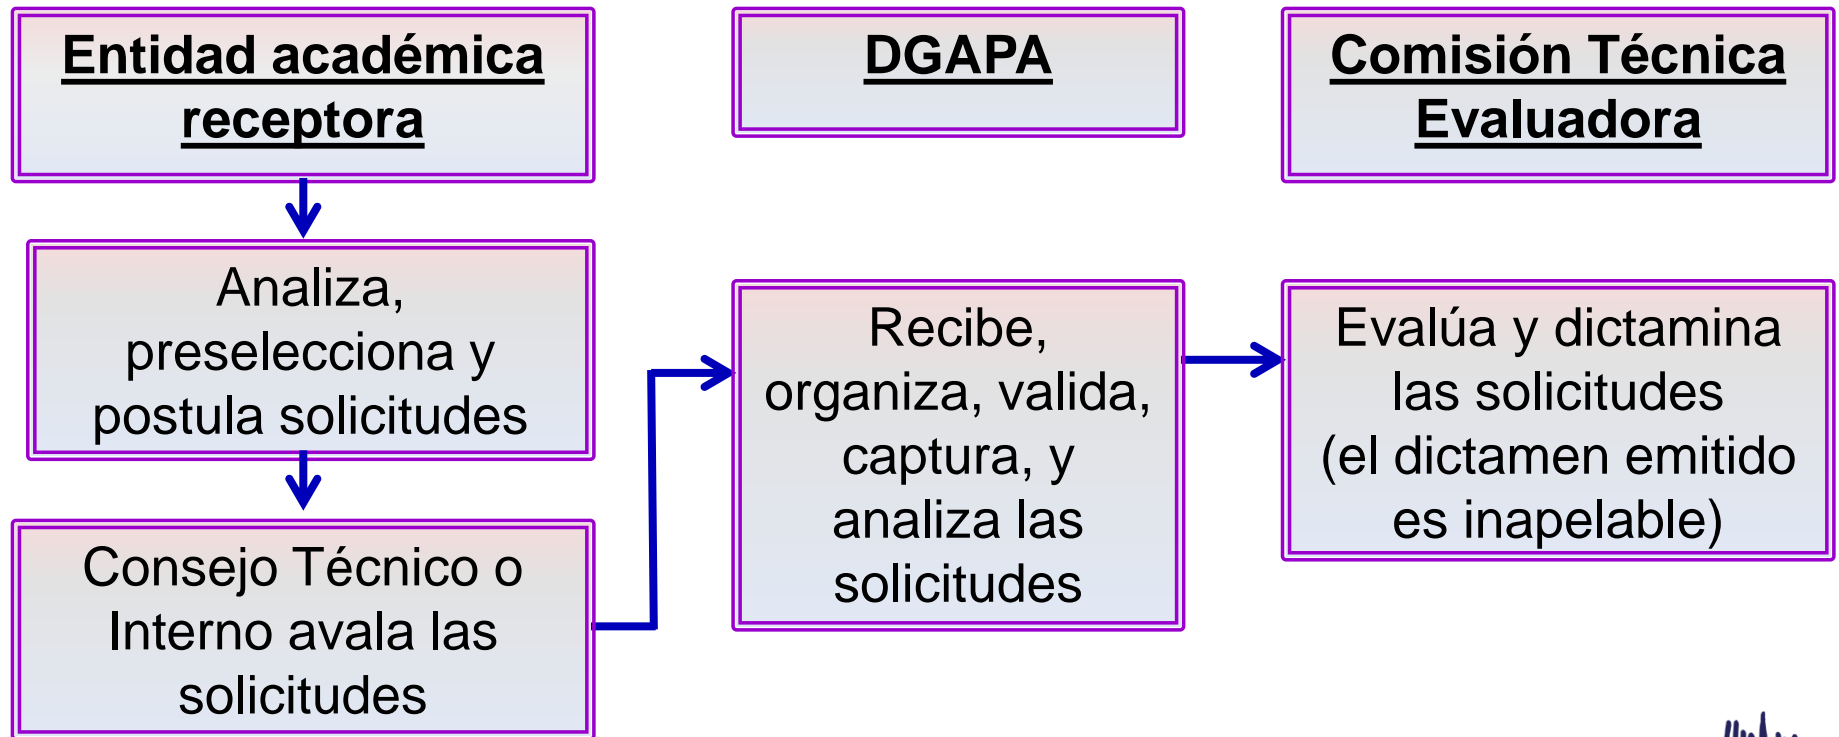 Entidad académica
receptora
Analiza,
preselecciona y
postula solicitudes
Consejo Técnico o
Interno avala las
solicitudes
DGAPA
Recibe,
organiza, valida,
captura, y
analiza las
solicitudes
Comisión Técnica
Evaluadora
Evalúa y dictamina
las solicitudes
(el dictamen emitido
es inapelable)